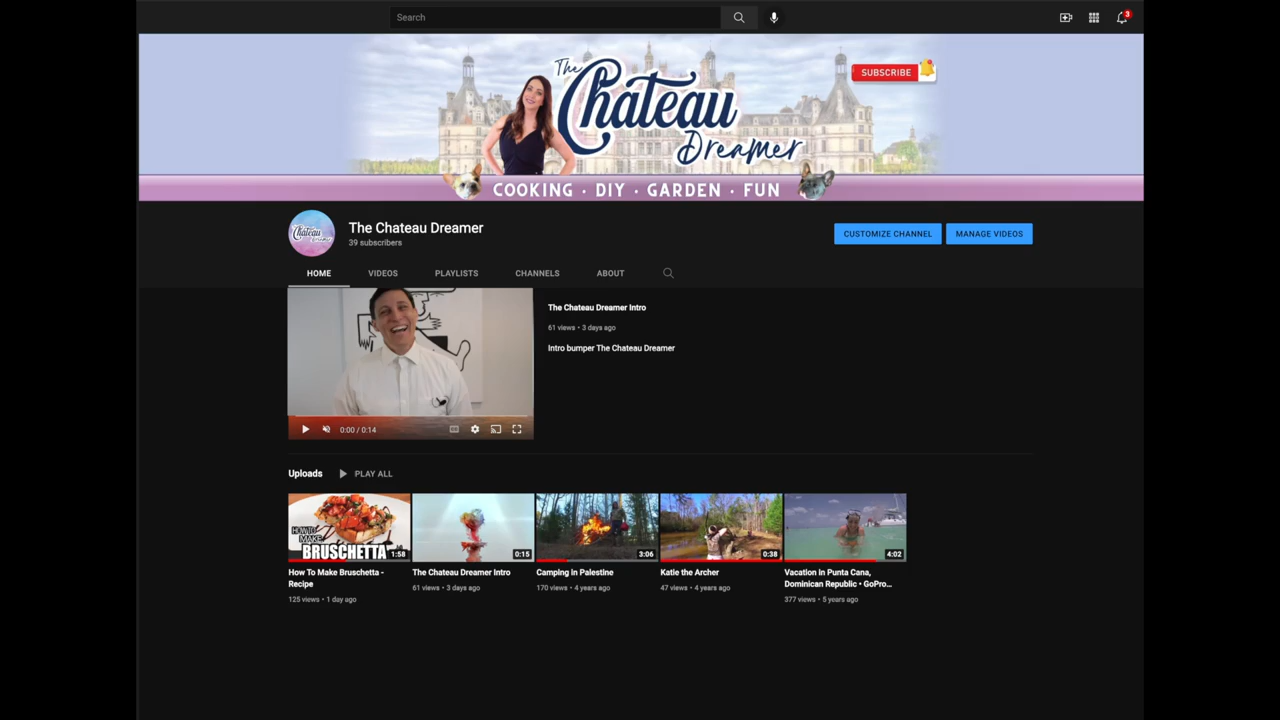 Search
3
The
Chateau
Dreamer
SUBSCRIBE
COOKING · DIY · GARDEN · FUN
Chateau
Dreamer
The Chateau Dreamer
39 subscribers
CUSTOMIZE CHANNEL
MANAGE VIDEOS
HOME
VIDEOS
PLAYLISTS
CHANNELS
ABOUT
The Chateau Dreamer Intro
61 views • 3 days ago
Intro bumper The Chateau Dreamer
0:00 / 0:14
Uploads
PLAY ALL
HOW TO
MAKE
BRUSCHETTA
1:58
0:15
3:06
0:38
4:02
How To Make Bruschetta -
Recipe
125 views • 1 day ago
The Chateau Dreamer Intro
61 views • 3 days ago
Camping in Palestine
170 views • 4 years ago
Katie the Archer
47 views • 4 years ago
Vacation in Punta Cana,
Dominican Republic • GoPro...
377 views • 5 years ago